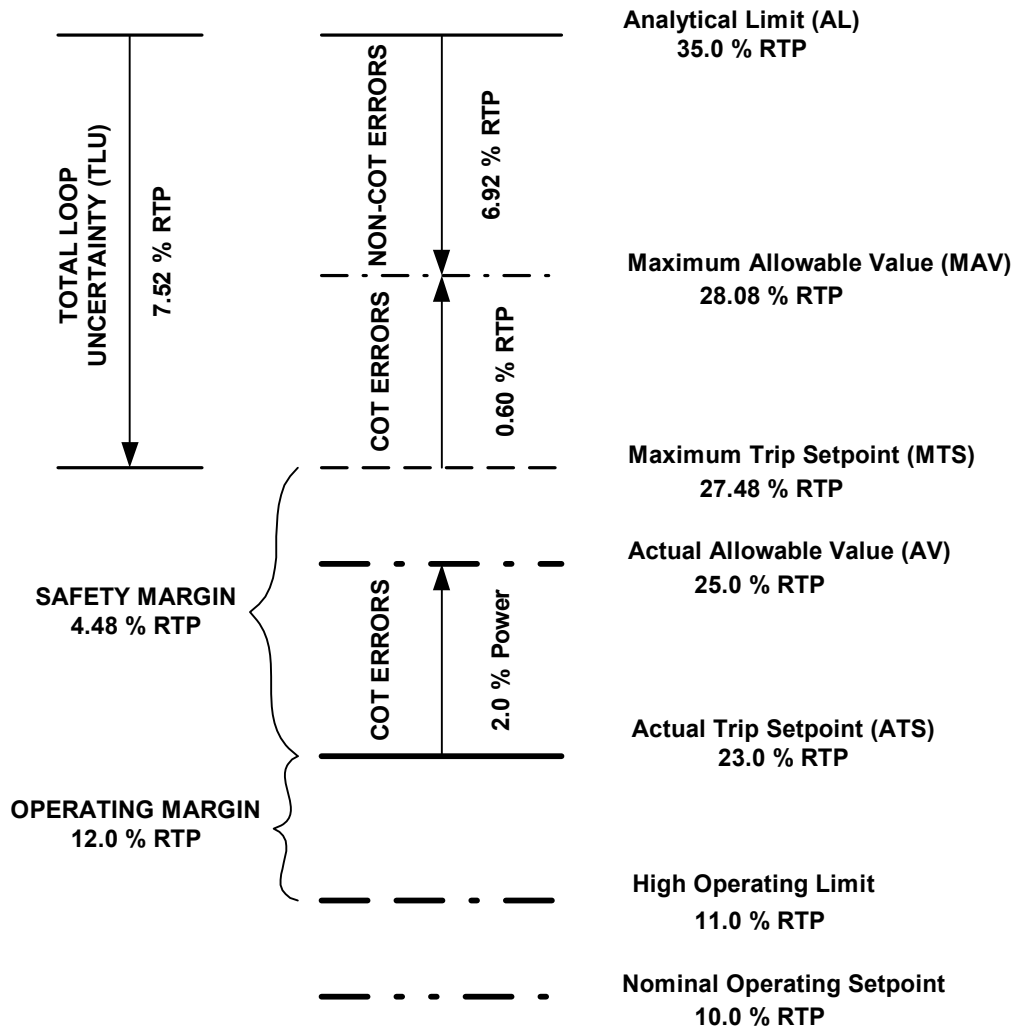 Analytical Limit (AL)
35.0 % RTP
TOTAL LOOP
UNCERTAINTY (TLU)
7.52 % RTP
NON-COT ERRORS
6.92 % RTP
Maximum Allowable Value (MAV)
28.08 % RTP
COT ERRORS
0.60 % RTP
Maximum Trip Setpoint (MTS)
27.48 % RTP
Actual Allowable Value (AV)
25.0 % RTP
SAFETY MARGIN
4.48 % RTP
COT ERRORS
2.0 % Power
Actual Trip Setpoint (ATS)
23.0 % RTP
OPERATING MARGIN
12.0 % RTP
High Operating Limit
11.0 % RTP
Nominal Operating Setpoint
10.0 % RTP